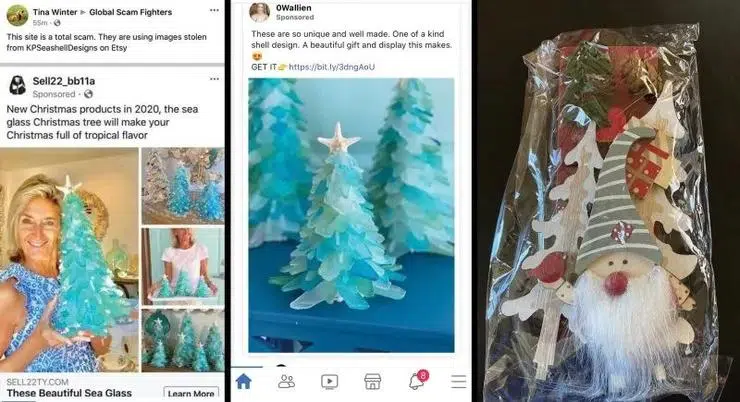 Tina Winter ▸ Global Scam Fighters
55m ·
This site is a total scam. They are using images stolen
from KPSeashellDesigns on Etsy
Sell22_bb11a
Sponsored ·
New Christmas products in 2020, the sea
glass Christmas tree will make your
Christmas full of tropical flavor
SELL22TY.COM
These Beautiful Sea Glass
Learn More
0Wallien
Sponsored
These are so unique and well made. One of a kind
shell design. A beautiful gift and display this makes.
😍
GET IT👉https://bit.ly/3dngAoU
8